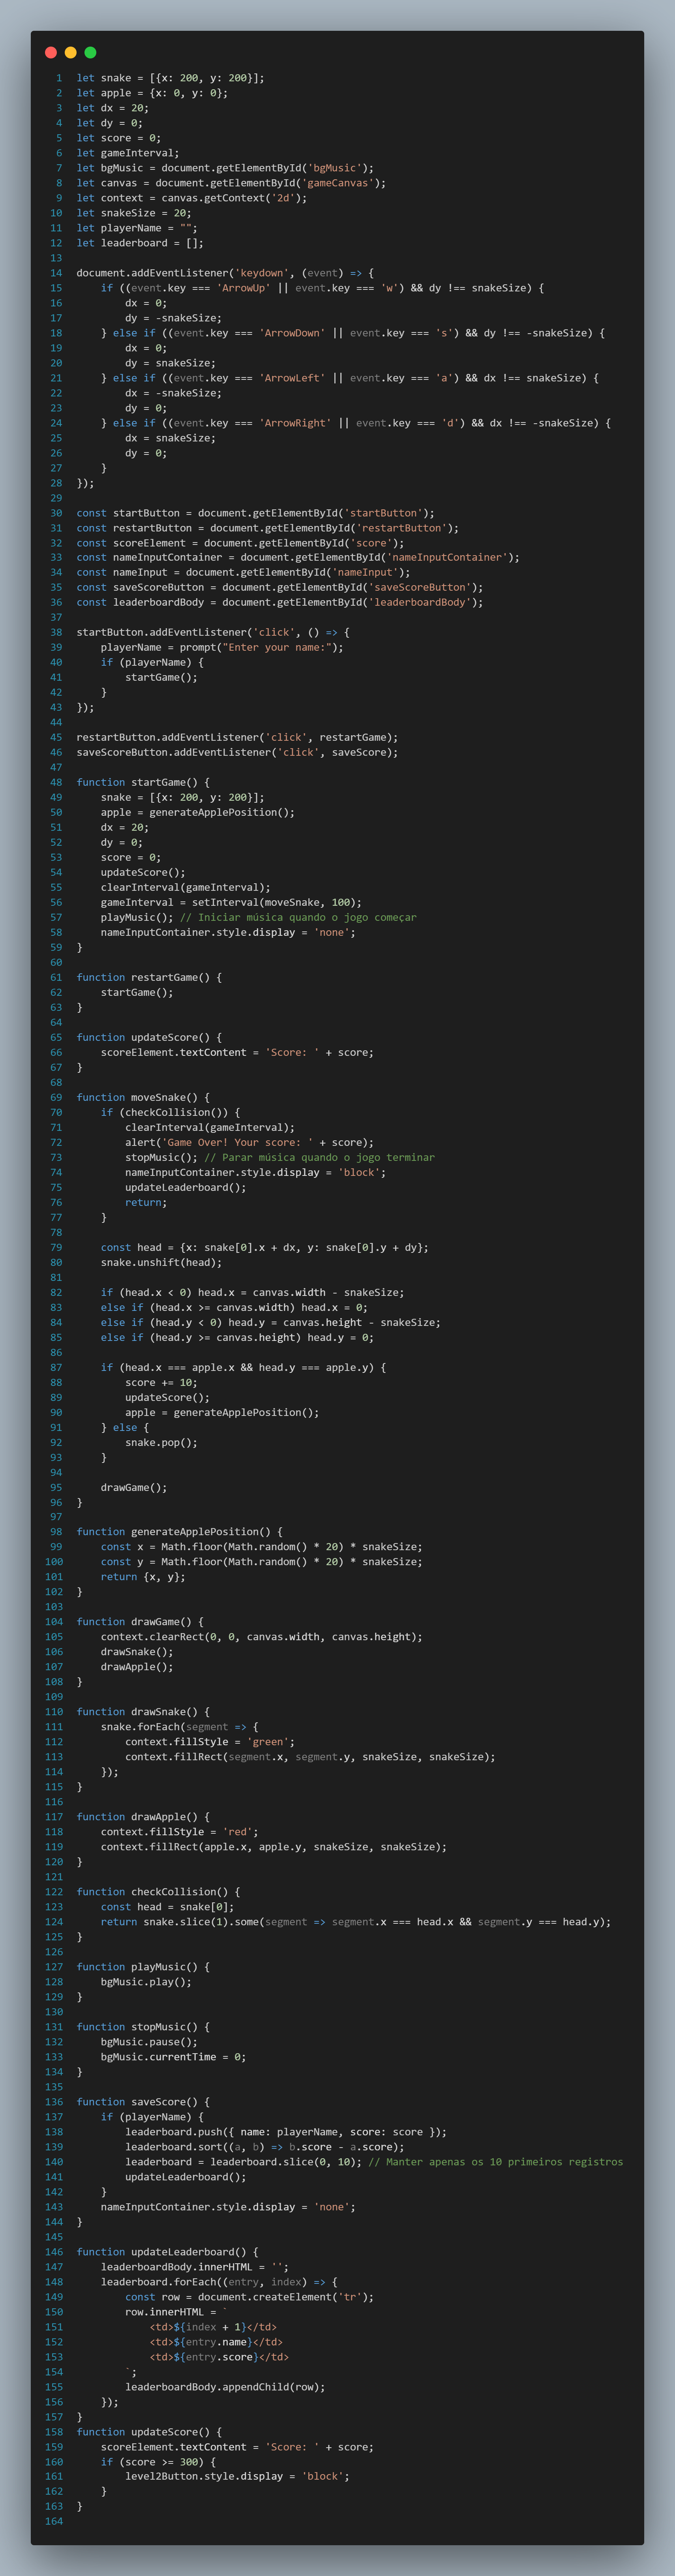 1 let snake = [{x: 200, y: 200}];
2 let apple = {x: 0, y: 0};
3 let dx = 20;
4 let dy = 0;
5 let score = 0;
6 let gameInterval;
7 let bgMusic = document.getElementById('bgMusic');
8 let canvas = document.getElementById('gameCanvas');
9 let context = canvas.getContext('2d');
10 let snakeSize = 20;
11 let playerName = "";
12 let leaderboard = [];
13
14 document.addEventListener('keydown', (event) => {
15     if ((event.key === 'ArrowUp' || event.key === 'w') && dy !== snakeSize) {
16         dx = 0;
17         dy = -snakeSize;
18     } else if ((event.key === 'ArrowDown' || event.key === 's') && dy !== -snakeSize) {
19         dx = 0;
20         dy = snakeSize;
21     } else if ((event.key === 'ArrowLeft' || event.key === 'a') && dx !== snakeSize) {
22         dx = -snakeSize;
23         dy = 0;
24     } else if ((event.key === 'ArrowRight' || event.key === 'd') && dx !== -snakeSize) {
25         dx = snakeSize;
26         dy = 0;
27     }
28 });
29
30 const startButton = document.getElementById('startButton');
31 const restartButton = document.getElementById('restartButton');
32 const scoreElement = document.getElementById('score');
33 const nameInputContainer = document.getElementById('nameInputContainer');
34 const nameInput = document.getElementById('nameInput');
35 const saveScoreButton = document.getElementById('saveScoreButton');
36 const leaderboardBody = document.getElementById('leaderboardBody');
37
38 startButton.addEventListener('click', () => {
39     playerName = prompt("Enter your name:");
40     if (playerName) {
41         startGame();
42     }
43 });
44
45 restartButton.addEventListener('click', restartGame);
46 saveScoreButton.addEventListener('click', saveScore);
47
48 function startGame() {
49     snake = [{x: 200, y: 200}];
50     apple = generateApplePosition();
51     dx = 20;
52     dy = 0;
53     score = 0;
54     updateScore();
55     clearInterval(gameInterval);
56     gameInterval = setInterval(moveSnake, 100);
57     playMusic(); // Iniciar música quando o jogo começar
58     nameInputContainer.style.display = 'none';
59 }
60
61 function restartGame() {
62     startGame();
63 }
64
65 function updateScore() {
66     scoreElement.textContent = 'Score: ' + score;
67 }
68
69 function moveSnake() {
70     if (checkCollision()) {
71         clearInterval(gameInterval);
72         alert('Game Over! Your score: ' + score);
73         stopMusic(); // Parar música quando o jogo terminar
74         nameInputContainer.style.display = 'block';
75         updateLeaderboard();
76         return;
77     }
78
79     const head = {x: snake[0].x + dx, y: snake[0].y + dy};
80     snake.unshift(head);
81
82     if (head.x < 0) head.x = canvas.width - snakeSize;
83     else if (head.x >= canvas.width) head.x = 0;
84     else if (head.y < 0) head.y = canvas.height - snakeSize;
85     else if (head.y >= canvas.height) head.y = 0;
86
87     if (head.x === apple.x && head.y === apple.y) {
88         score += 10;
89         updateScore();
90         apple = generateApplePosition();
91     } else {
92         snake.pop();
93     }
94
95     drawGame();
96 }
97
98 function generateApplePosition() {
99     const x = Math.floor(Math.random() * 20) * snakeSize;
100     const y = Math.floor(Math.random() * 20) * snakeSize;
101     return {x, y};
102 }
103
104 function drawGame() {
105     context.clearRect(0, 0, canvas.width, canvas.height);
106     drawSnake();
107     drawApple();
108 }
109
110 function drawSnake() {
111     snake.forEach(segment => {
112         context.fillStyle = 'green';
113         context.fillRect(segment.x, segment.y, snakeSize, snakeSize);
114     });
115 }
116
117 function drawApple() {
118     context.fillStyle = 'red';
119     context.fillRect(apple.x, apple.y, snakeSize, snakeSize);
120 }
121
122 function checkCollision() {
123     const head = snake[0];
124     return snake.slice(1).some(segment => segment.x === head.x && segment.y === head.y);
125 }
126
127 function playMusic() {
128     bgMusic.play();
129 }
130
131 function stopMusic() {
132     bgMusic.pause();
133     bgMusic.currentTime = 0;
134 }
135
136 function saveScore() {
137     if (playerName) {
138         leaderboard.push({ name: playerName, score: score });
139         leaderboard.sort((a, b) => b.score - a.score);
140         leaderboard = leaderboard.slice(0, 10); // Manter apenas os 10 primeiros registros
141         updateLeaderboard();
142     }
143     nameInputContainer.style.display = 'none';
144 }
145
146 function updateLeaderboard() {
147     leaderboardBody.innerHTML = '';
148     leaderboard.forEach((entry, index) => {
149         const row = document.createElement('tr');
150         row.innerHTML = `
151             <td>${index + 1}</td>
152             <td>${entry.name}</td>
153             <td>${entry.score}</td>
154         `;
155         leaderboardBody.appendChild(row);
156     });
157 }
158 function updateScore() {
159     scoreElement.textContent = 'Score: ' + score;
160     if (score >= 300) {
161         level2Button.style.display = 'block';
162     }
163 }
164